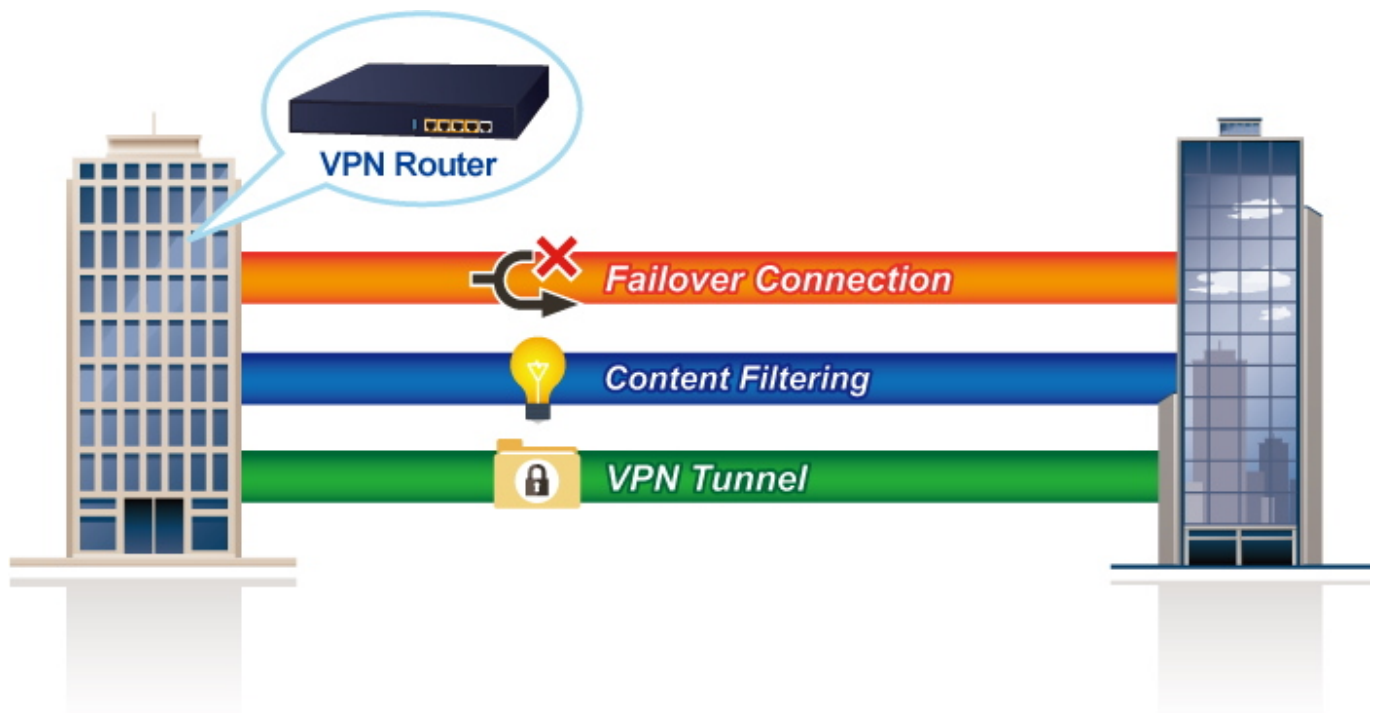 VPN Router
Failover Connection
Content Filtering
VPN Tunnel